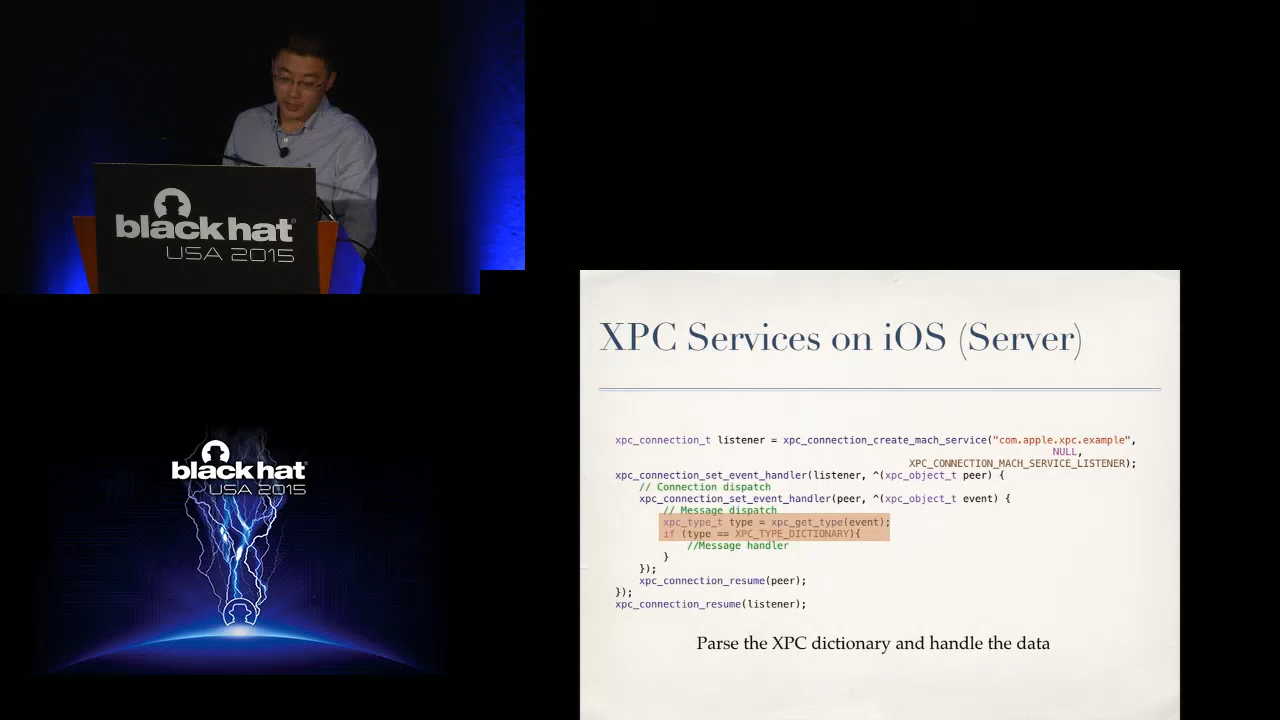 black hat
USA 2015
black hat
USA 2015
XPC Services on iOS (Server)
xpc_connection_t listener = xpc_connection_create_mach_service("com.apple.xpc.example",
NULL,
XPC_CONNECTION_MACH_SERVICE_LISTENER);
xpc_connection_set_event_handler(listener, ^(xpc_object_t peer) {
// Connection dispatch
xpc_connection_set_event_handler(peer, ^(xpc_object_t event) {
// Message dispatch
xpc_type_t type = xpc_get_type(event);
if (type == XPC_TYPE_DICTIONARY){
//Message handler
}
});
xpc_connection_resume(peer);
});
xpc_connection_resume(listener);
Parse the XPC dictionary and handle the data